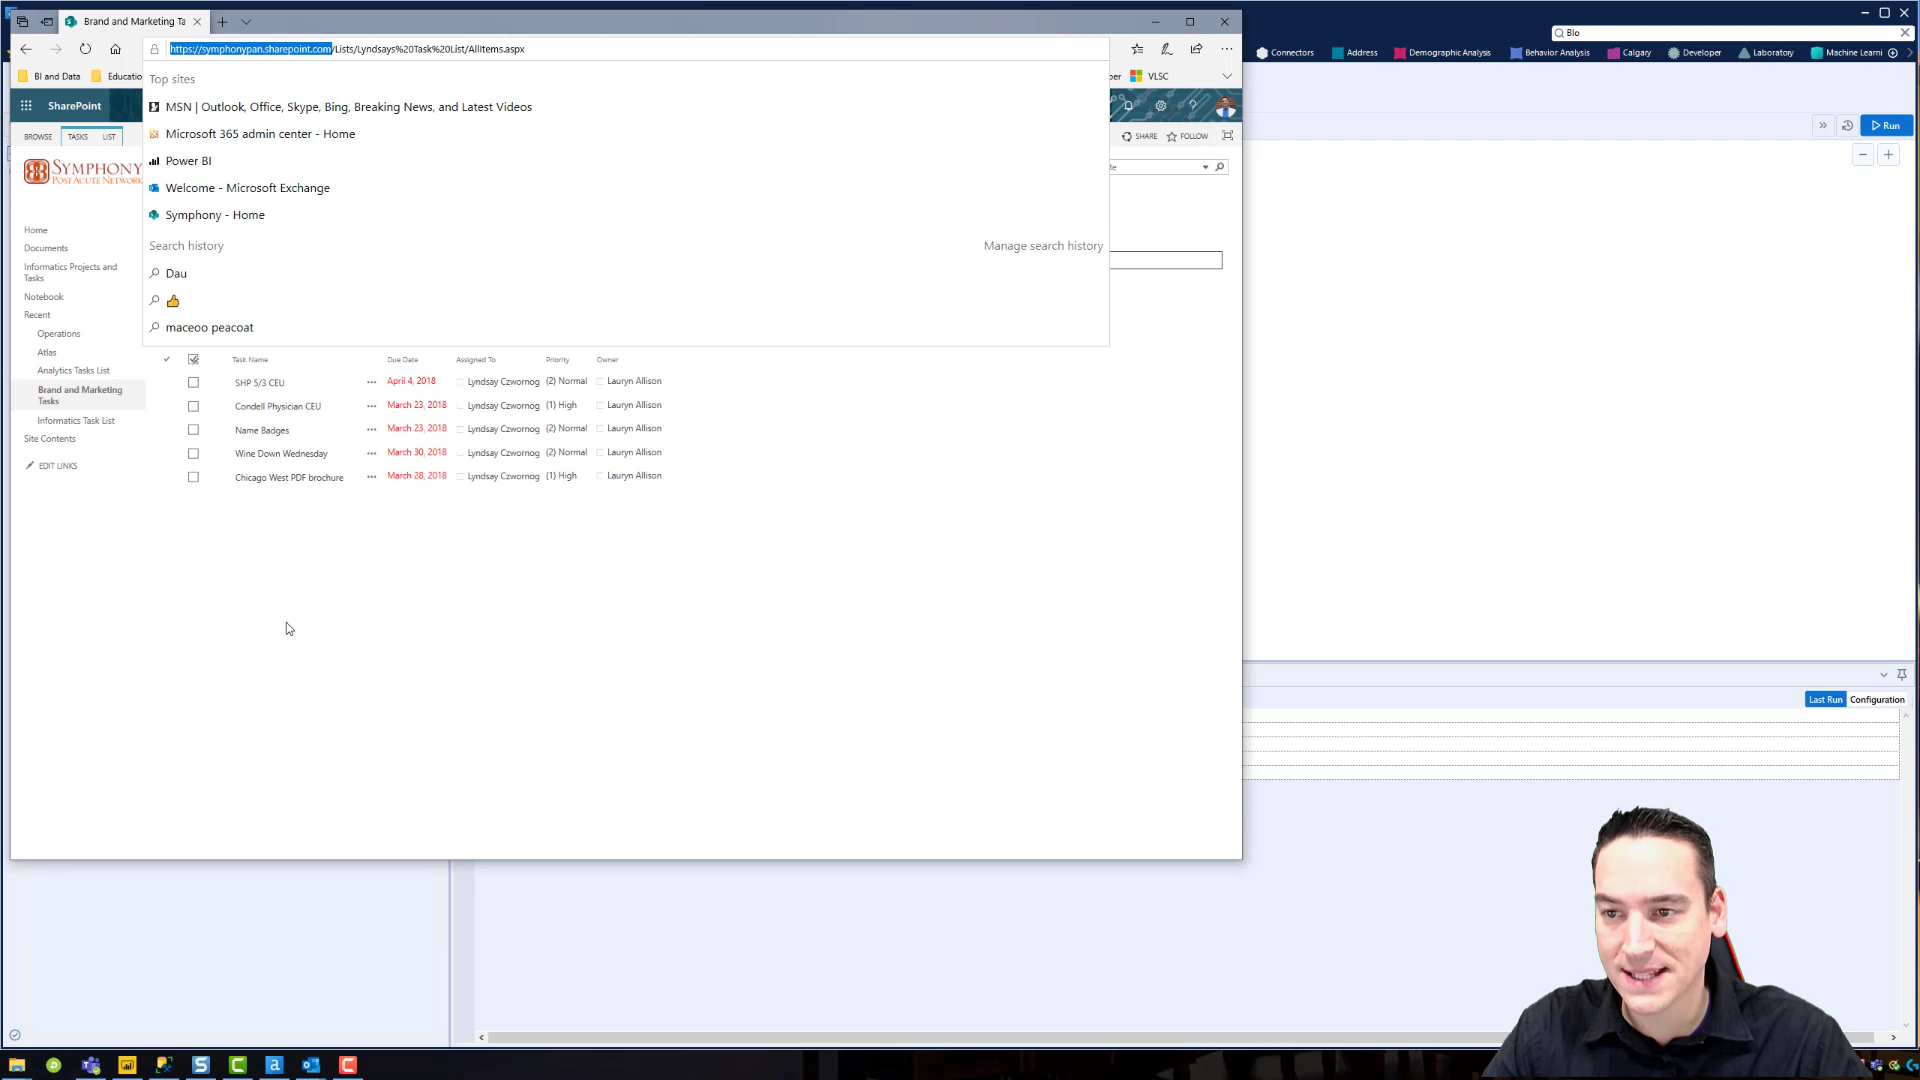 Brand and Marketing Ta
https://symphonypan.sharepoint.com/Lists/Lyndsays%20Task%20List/AllItems.aspx
Blo
Connectors Address Demographic Analysis Behavior Analysis Calgary Developer Laboratory Machine Learni
BI and Data
Educatio
VLSC
Top sites
MSN | Outlook, Office, Skype, Bing, Breaking News, and Latest Videos
Microsoft 365 admin center - Home
Power BI
Welcome - Microsoft Exchange
Symphony - Home
Search history
Manage search history
Dau
👍
maceoo peacoat
SharePoint
BROWSE TASKS LIST
SHARE FOLLOW
Run
SYMPHONY
POST ACUTE NETWORK
Home
Documents
Informatics Projects and
Tasks
Notebook
Recent
Operations
Atlas
Analytics Tasks List
Brand and Marketing
Tasks
Informatics Task List
Site Contents
EDIT LINKS
Task Name Due Date Assigned To Priority Owner
SHP 5/3 CEU ... April 4, 2018 Lyndsay Czwornog (2) Normal Lauryn Allison
Condell Physician CEU ... March 23, 2018 Lyndsay Czwornog (1) High Lauryn Allison
Name Badges ... March 23, 2018 Lyndsay Czwornog (2) Normal Lauryn Allison
Wine Down Wednesday ... March 30, 2018 Lyndsay Czwornog (2) Normal Lauryn Allison
Chicago West PDF brochure ... March 28, 2018 Lyndsay Czwornog (1) High Lauryn Allison
Last Run Configuration